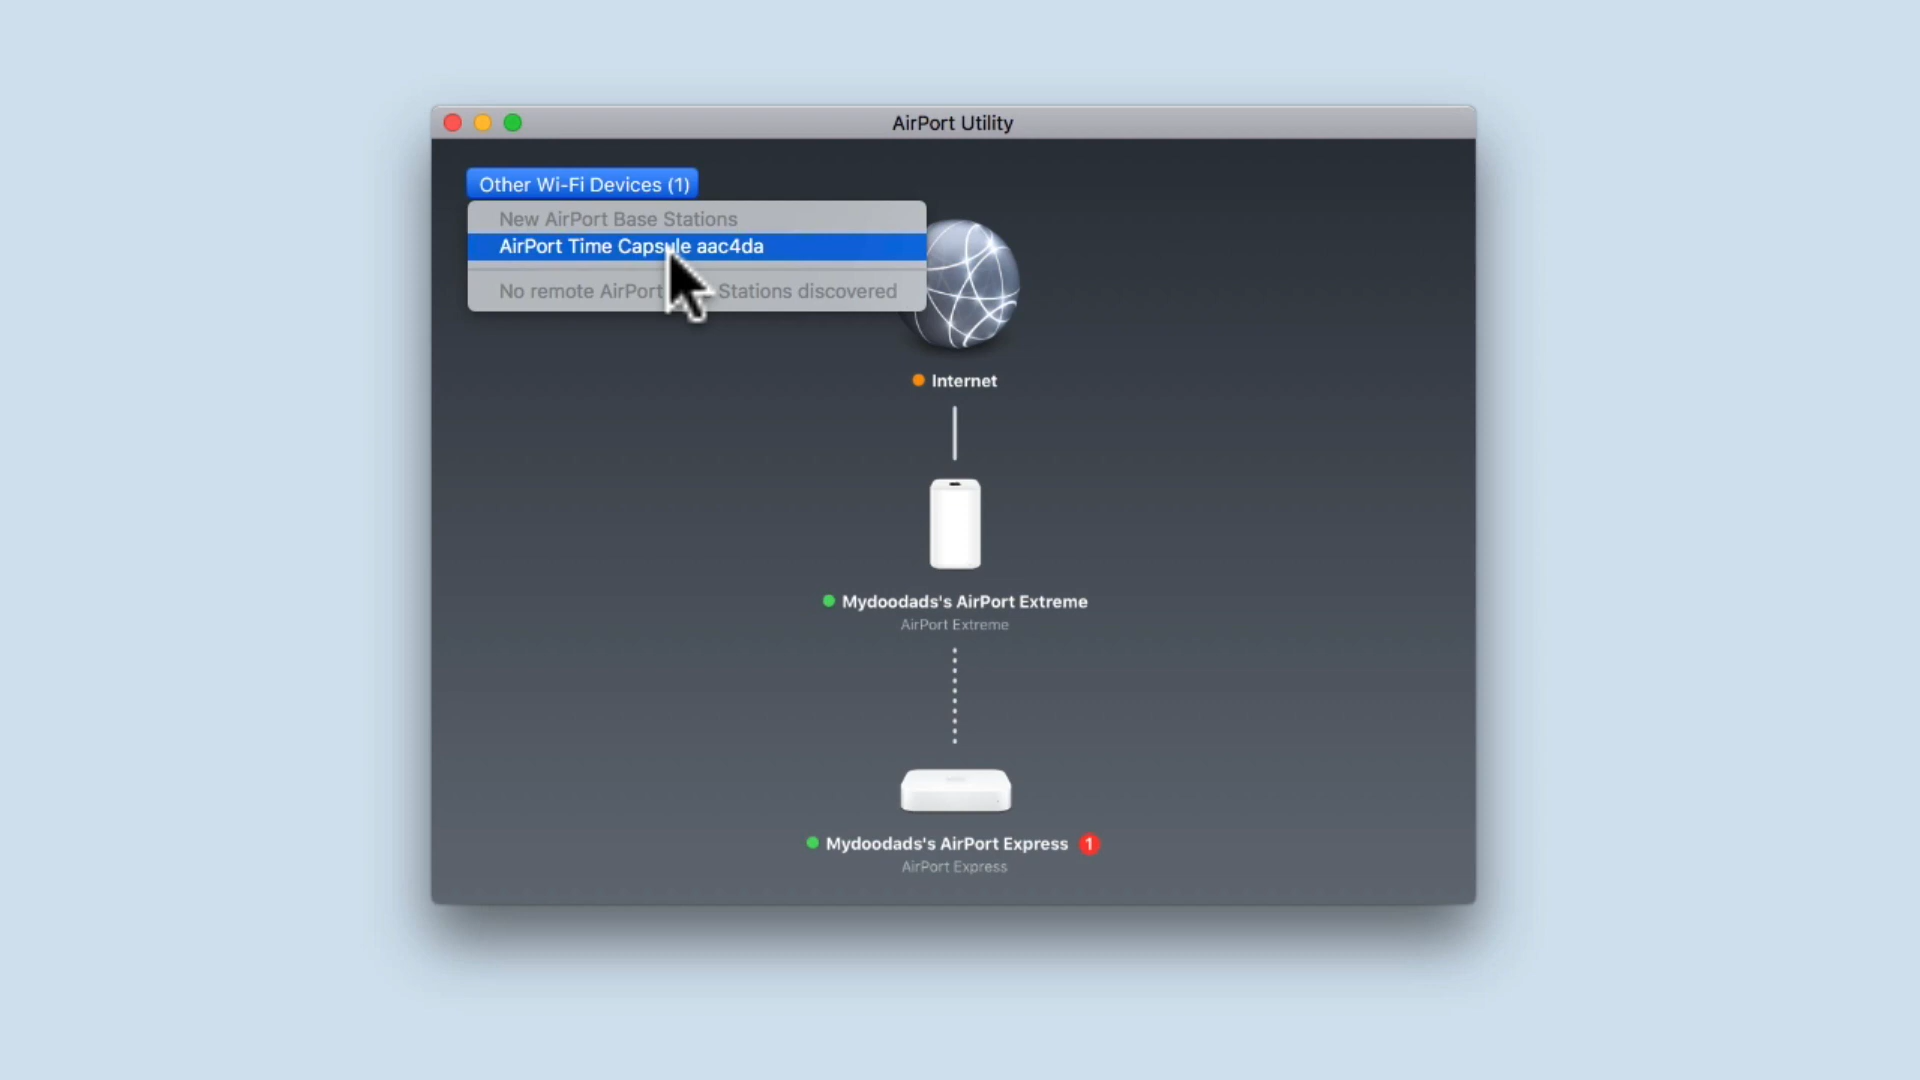 AirPort Utility
Other Wi-Fi Devices (1)
New AirPort Base Stations
AirPort Time Capsule aac4da
No remote AirPort Stations discovered
Internet
Mydoodads's AirPort Extreme
AirPort Extreme
Mydoodads's AirPort Express 1
AirPort Express